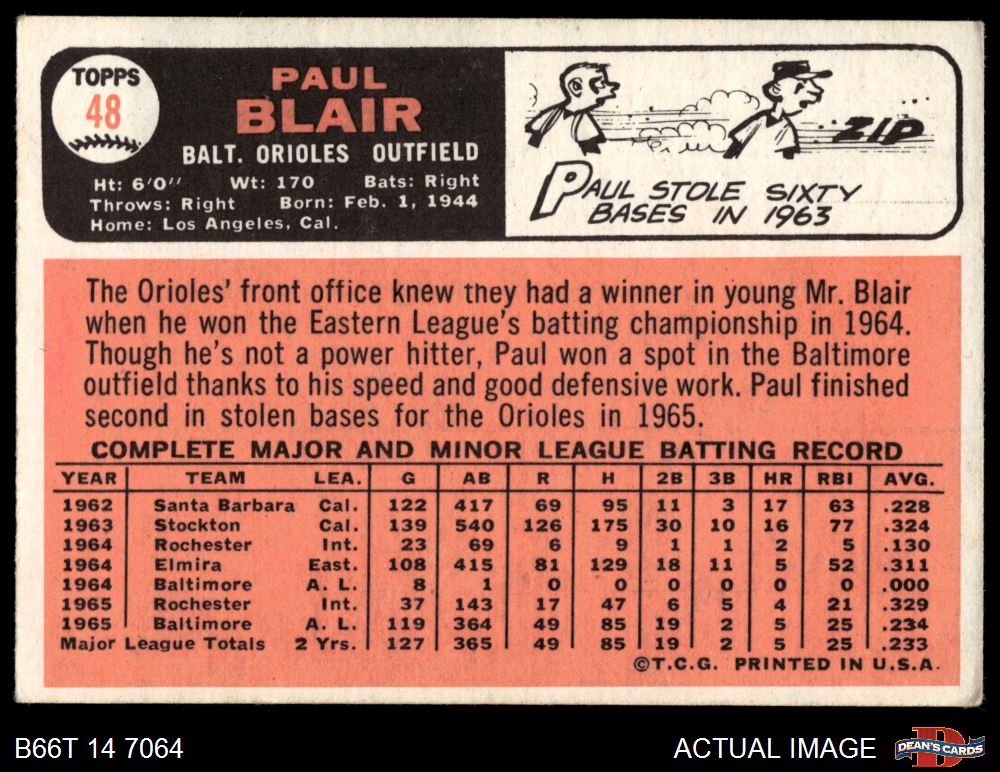 TOPPS
48
PAUL
BLAIR
BALT. ORIOLES OUTFIELD
Ht: 6'0" Wt: 170 Bats: Right
Throws: Right Born: Feb. 1, 1944
Home: Los Angeles, Cal.
ZIP
PAUL STOLE SIXTY
BASES IN 1963
The Orioles' front office knew they had a winner in young Mr. Blair
when he won the Eastern League's batting championship in 1964.
Though he's not a power hitter, Paul won a spot in the Baltimore
outfield thanks to his speed and good defensive work. Paul finished
second in stolen bases for the Orioles in 1965.
COMPLETE MAJOR AND MINOR LEAGUE BATTING RECORD
YEAR TEAM LEA. G AB R H 2B 3B HR RBI AVG.
1962 Santa Barbara Cal. 122 417 69 95 11 3 17 63 .228
1963 Stockton Cal. 139 540 126 175 30 10 16 77 .324
1964 Rochester Int. 23 69 6 9 1 1 2 5 .130
1964 Elmira East. 108 415 81 129 18 11 5 52 .311
1964 Baltimore A. L. 8 1 0 0 0 0 0 0 .000
1965 Rochester Int. 37 143 17 47 6 5 4 21 .329
1965 Baltimore A. L. 119 364 49 85 19 2 5 25 .234
Major League Totals 2 Yrs. 127 365 49 85 19 2 5 25 .233
©T.C.G. PRINTED IN U.S.A.
B66T 14 7064
ACTUAL IMAGE
DEAN'S CARDS